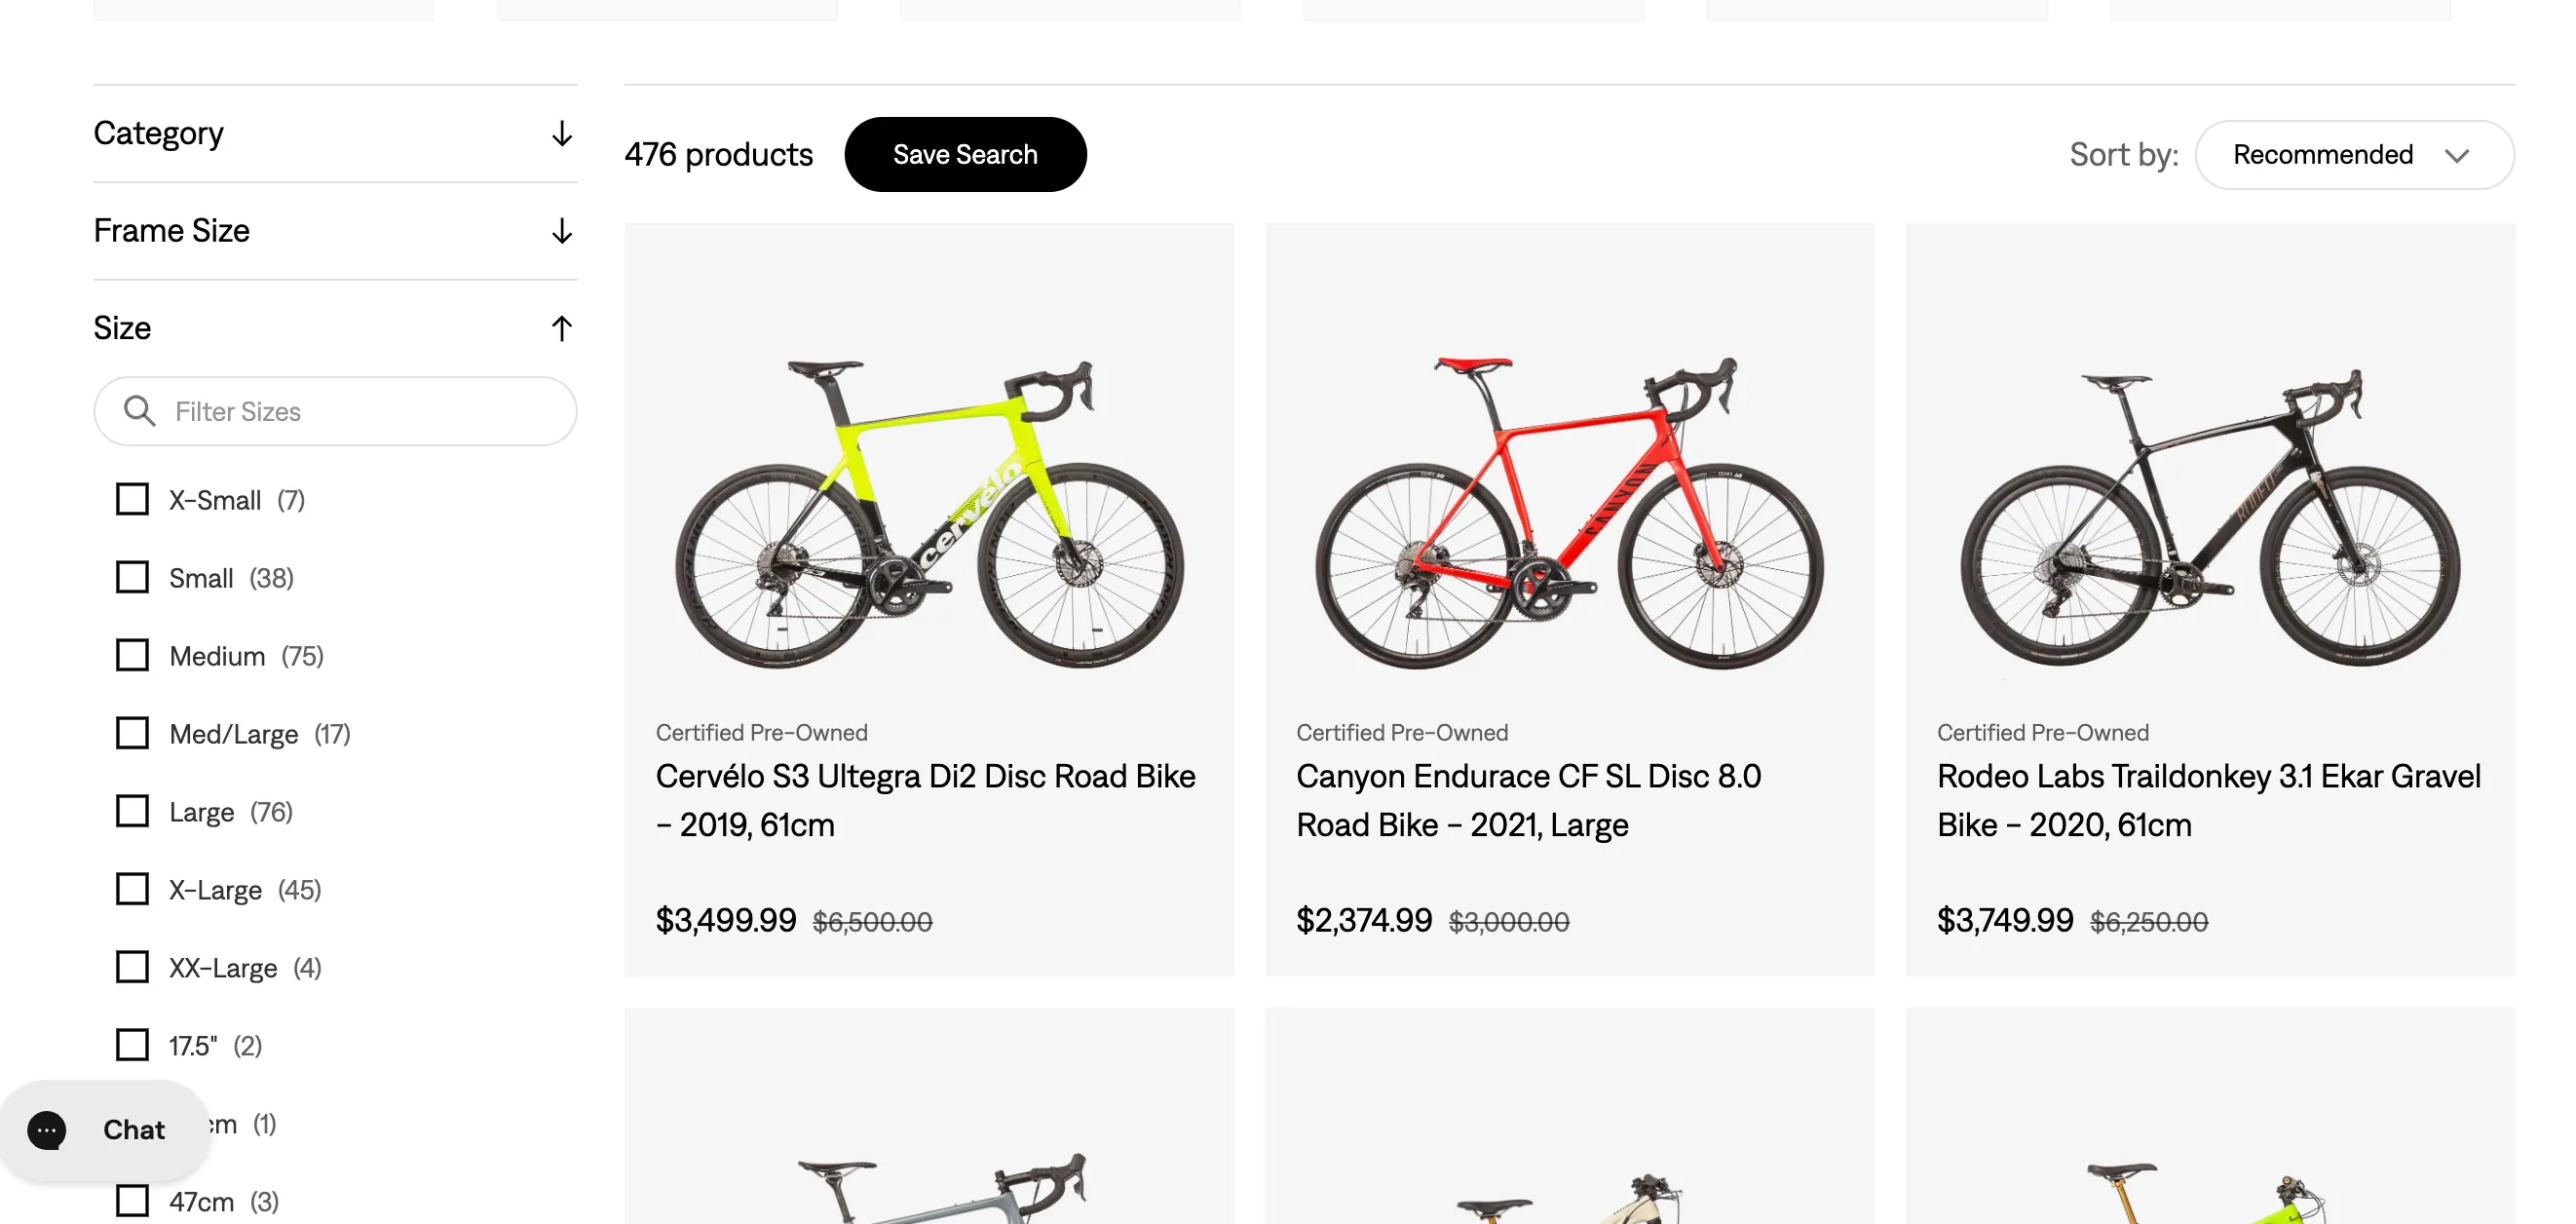 Category
Frame Size
Size
Filter Sizes
X-Small (7)
Small (38)
Medium (75)
Med/Large (17)
Large (76)
X-Large (45)
XX-Large (4)
17.5" (2)
cm (1)
47cm (3)
Chat
476 products
Save Search
Sort by:
Recommended
cervélo
Certified Pre-Owned
Cervélo S3 Ultegra Di2 Disc Road Bike
- 2019, 61cm
$3,499.99 $6,500.00
CANYON
Certified Pre-Owned
Canyon Endurace CF SL Disc 8.0
Road Bike - 2021, Large
$2,374.99 $3,000.00
RODEO
Certified Pre-Owned
Rodeo Labs Traildonkey 3.1 Ekar Gravel
Bike - 2020, 61cm
$3,749.99 $6,250.00